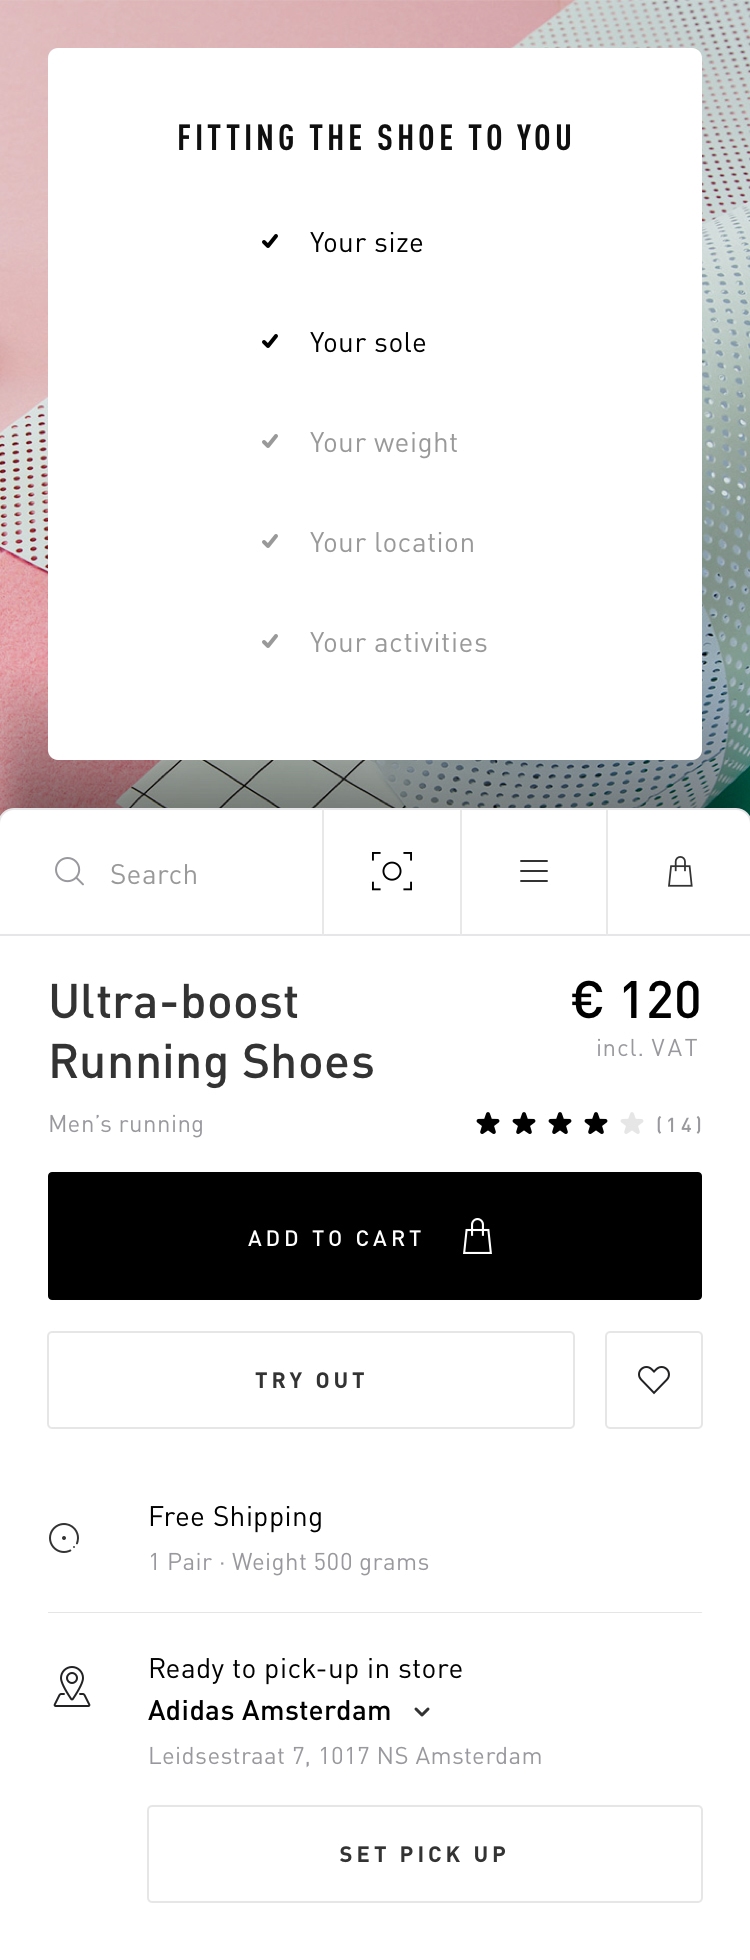 FITTING THE SHOE TO YOU
Your size
Your sole
Your weight
Your location
Your activities
Search
Ultra-boost
Running Shoes
€ 120
incl. VAT
Men’s running
(14)
ADD TO CART
TRY OUT
Free Shipping
1 Pair · Weight 500 grams
Ready to pick-up in store
Adidas Amsterdam
Leidsestraat 7, 1017 NS Amsterdam
SET PICK UP